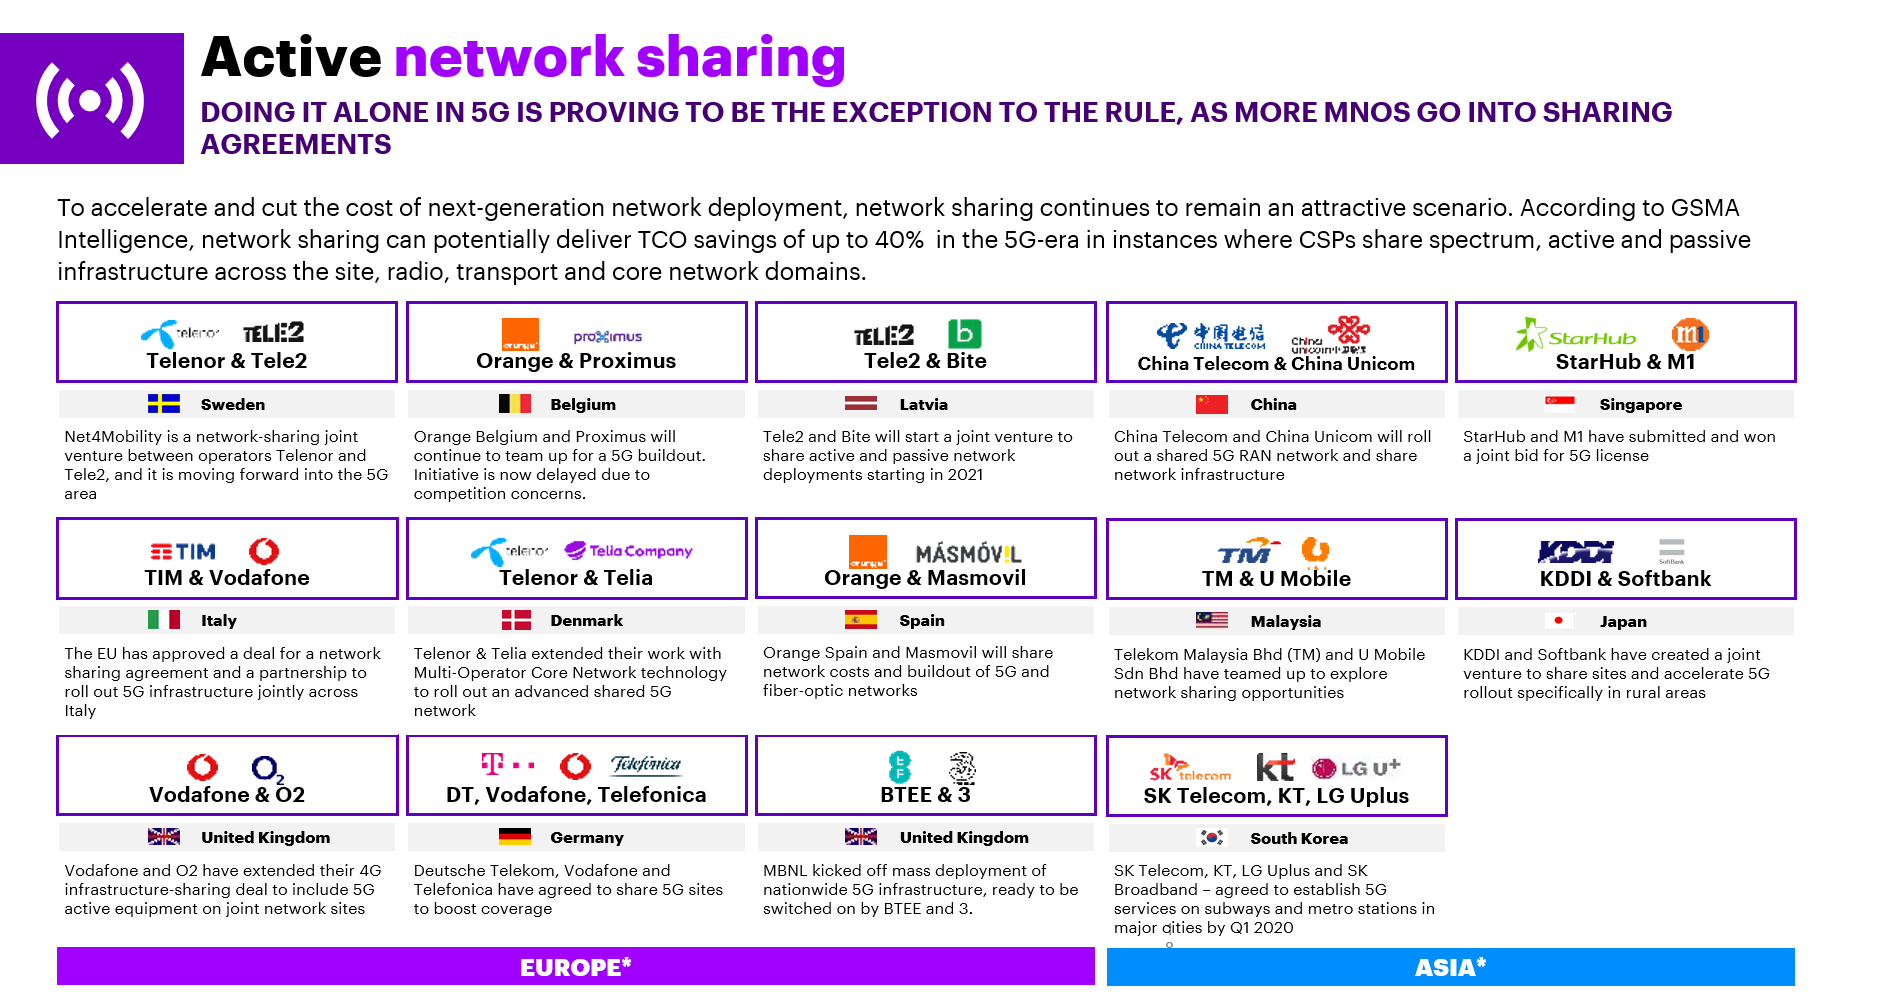 Active network sharing
DOING IT ALONE IN 5G IS PROVING TO BE THE EXCEPTION TO THE RULE, AS MORE MNOS GO INTO SHARING
AGREEMENTS
To accelerate and cut the cost of next-generation network deployment, network sharing continues to remain an attractive scenario. According to GSMA
Intelligence, network sharing can potentially deliver TCO savings of up to 40%  in the 5G-era in instances where CSPs share spectrum, active and passive
infrastructure across the site, radio, transport and core network domains.
telenor TELE2
Telenor & Tele2
Sweden
Net4Mobility is a network-sharing joint
venture between operators Telenor and
Tele2, and it is moving forward into the 5G
area
orange proximus
Orange & Proximus
Belgium
Orange Belgium and Proximus will
continue to team up for a 5G buildout.
Initiative is now delayed due to
competition concerns.
TELE2 b
Tele2 & Bite
Latvia
Tele2 and Bite will start a joint venture to
share active and passive network
deployments starting in 2021
中国电信
CHINA TELECOM
China
unicom中国联通
China Telecom & China Unicom
China
China Telecom and China Unicom will roll
out a shared 5G RAN network and share
network infrastructure
StarHub m1
StarHub & M1
Singapore
StarHub and M1 have submitted and won
a joint bid for 5G license
TIM
TIM & Vodafone
Italy
The EU has approved a deal for a network
sharing agreement and a partnership to
roll out 5G infrastructure jointly across
Italy
telenor Telia Company
Telenor & Telia
Denmark
Telenor & Telia extended their work with
Multi-Operator Core Network technology
to roll out an advanced shared 5G
network
orange MÁSMÓVIL
Orange & Masmovil
Spain
Orange Spain and Masmovil will share
network costs and buildout of 5G and
fiber-optic networks
TM
TM & U Mobile
Malaysia
Telekom Malaysia Bhd (TM) and U Mobile
Sdn Bhd have teamed up to explore
network sharing opportunities
KDDI SoftBank
KDDI & Softbank
Japan
KDDI and Softbank have created a joint
venture to share sites and accelerate 5G
rollout specifically in rural areas
O2
Vodafone & O2
United Kingdom
Vodafone and O2 have extended their 4G
infrastructure-sharing deal to include 5G
active equipment on joint network sites
T Telefónica
DT, Vodafone, Telefonica
Germany
Deutsche Telekom, Vodafone and
Telefonica have agreed to share 5G sites
to boost coverage
EE 3
BTEE & 3
United Kingdom
MBNL kicked off mass deployment of
nationwide 5G infrastructure, ready to be
switched on by BTEE and 3.
SK telecom kt LG U+
SK Telecom, KT, LG Uplus
South Korea
SK Telecom, KT, LG Uplus and SK
Broadband – agreed to establish 5G
services on subways and metro stations in
major cities by Q1 2020
EUROPE*
ASIA*